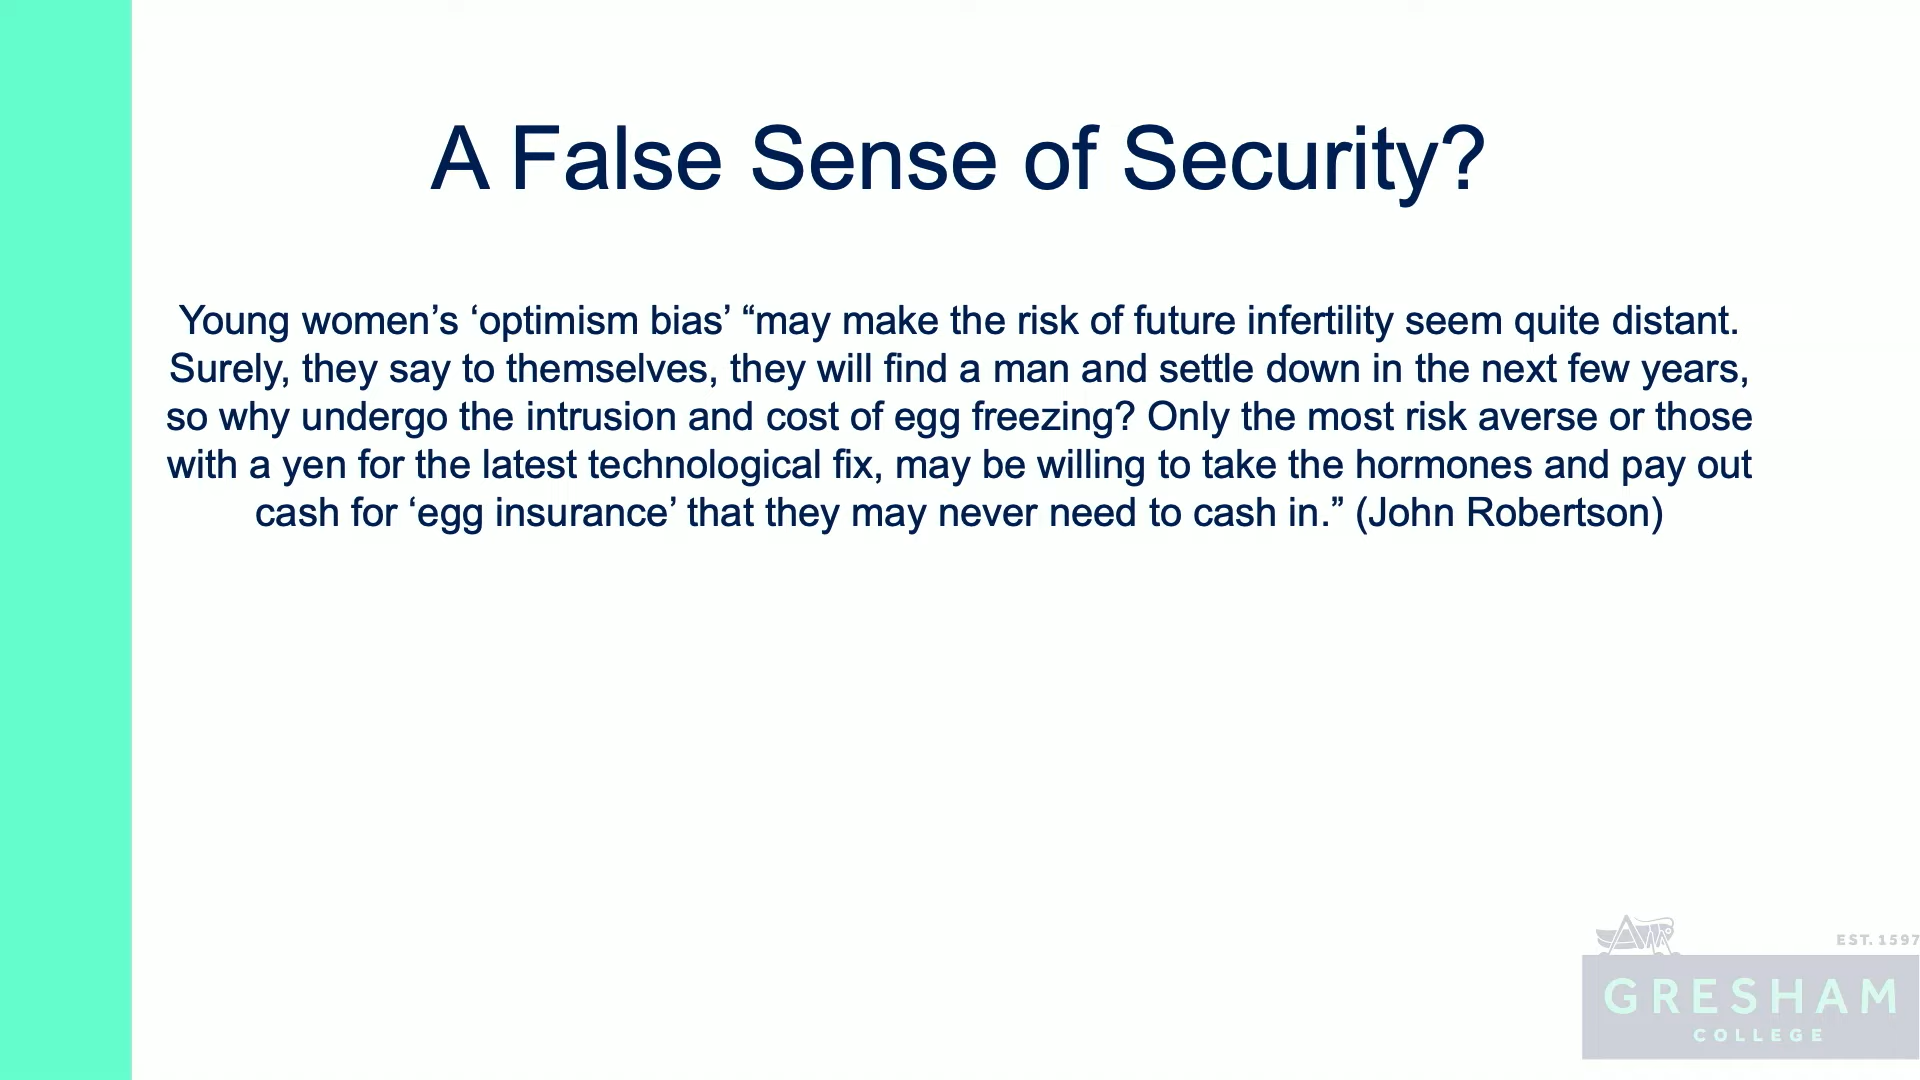 A False Sense of Security?
Young women’s ‘optimism bias’ “may make the risk of future infertility seem quite distant.
Surely, they say to themselves, they will find a man and settle down in the next few years,
so why undergo the intrusion and cost of egg freezing? Only the most risk averse or those
with a yen for the latest technological fix, may be willing to take the hormones and pay out
cash for ‘egg insurance’ that they may never need to cash in.” (John Robertson)
EST. 1597
GRESHAM
COLLEGE